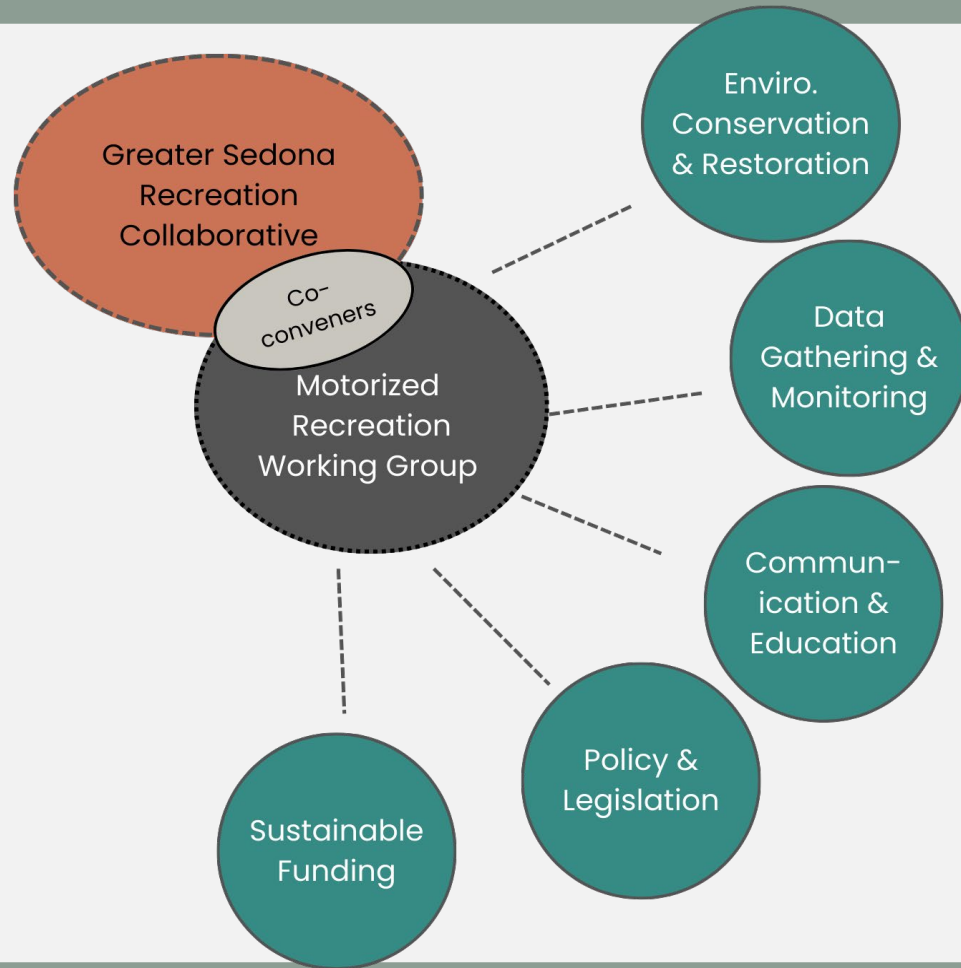 Greater Sedona
Recreation
Collaborative
Co-
conveners
Motorized
Recreation
Working Group
Enviro.
Conservation
& Restoration
Data
Gathering &
Monitoring
Commun-
ication &
Education
Policy &
Legislation
Sustainable
Funding